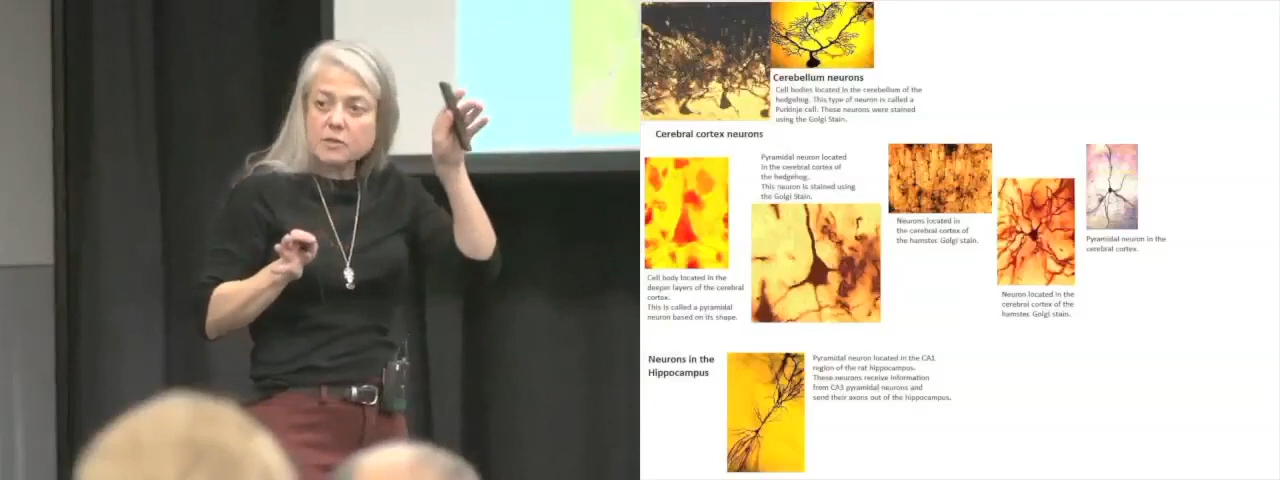 Cerebellum neurons
Cell bodies located in the cerebellum of the
hedgehog. This type of neuron is called a
Purkinje cell. These neurons were stained
using the Golgi Stain.
Cerebral cortex neurons
Cell body located in the
deeper layers of the cerebral
cortex.
This is called a pyramidal
neuron based on its shape.
Pyramidal neuron located
in the cerebral cortex of
the hedgehog.
This neuron is stained using
the Golgi Stain.
Neurons located in
the cerebral cortex of
the hamster. Golgi stain.
Neuron located in the
cerebral cortex of the
hamster. Golgi stain.
Pyramidal neuron in the
cerebral cortex.
Neurons in the
Hippocampus
Pyramidal neuron located in the CA1
region of the rat hippocampus.
These neurons receive information
from CA3 pyramidal neurons and
send their axons out of the hippocampus.